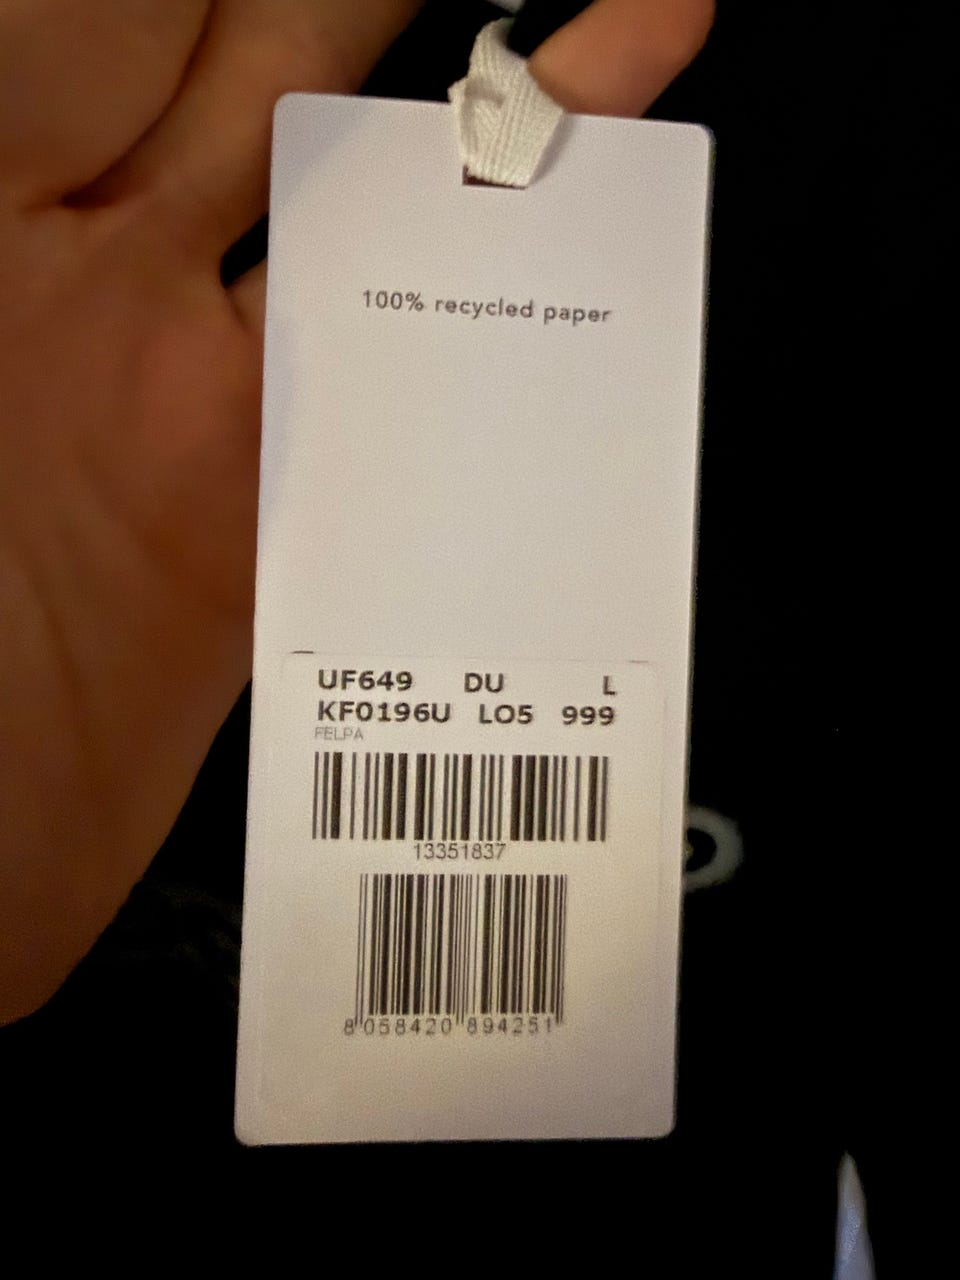 100% recycled paper
UF649 DU L
KF0196U LO5 999
FELPA
13351837
8 058420 894251